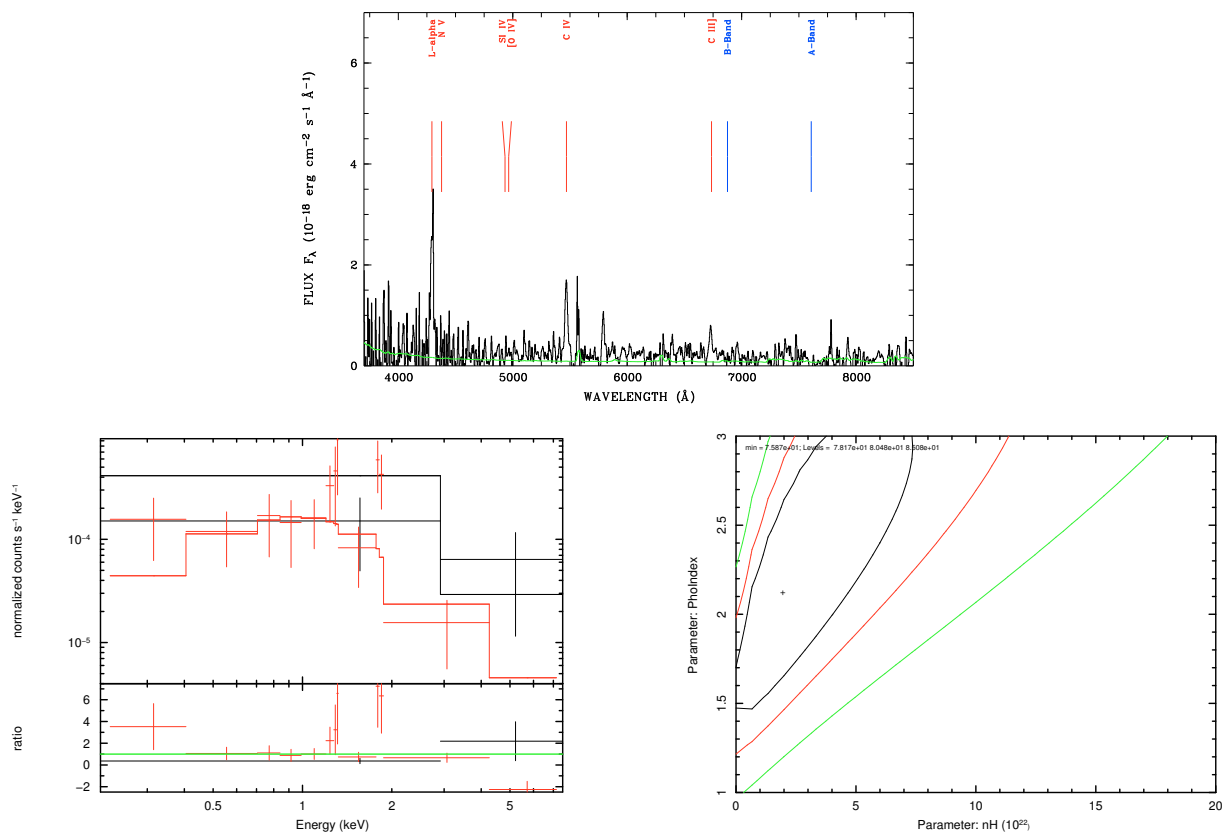 L-alpha
N V
SI IV
[O IV]
C IV
C III]
B-Band
A-Band
FLUX Fλ (10⁻¹⁸ erg cm⁻² s⁻¹ Å⁻¹)
6
4
2
0
4000 5000 6000 7000 8000
WAVELENGTH (Å)
normalized counts s⁻¹ keV⁻¹
10⁻⁴
10⁻⁵
ratio
6
4
2
0
−2
0.5 1 2 5
Energy (keV)
min = 7.587e+01; Levels = 7.817e+01 8.048e+01 8.508e+01
Parameter: PhoIndex
3
2.5
2
1.5
1
0 5 10 15 20
Parameter: nH (10²²)